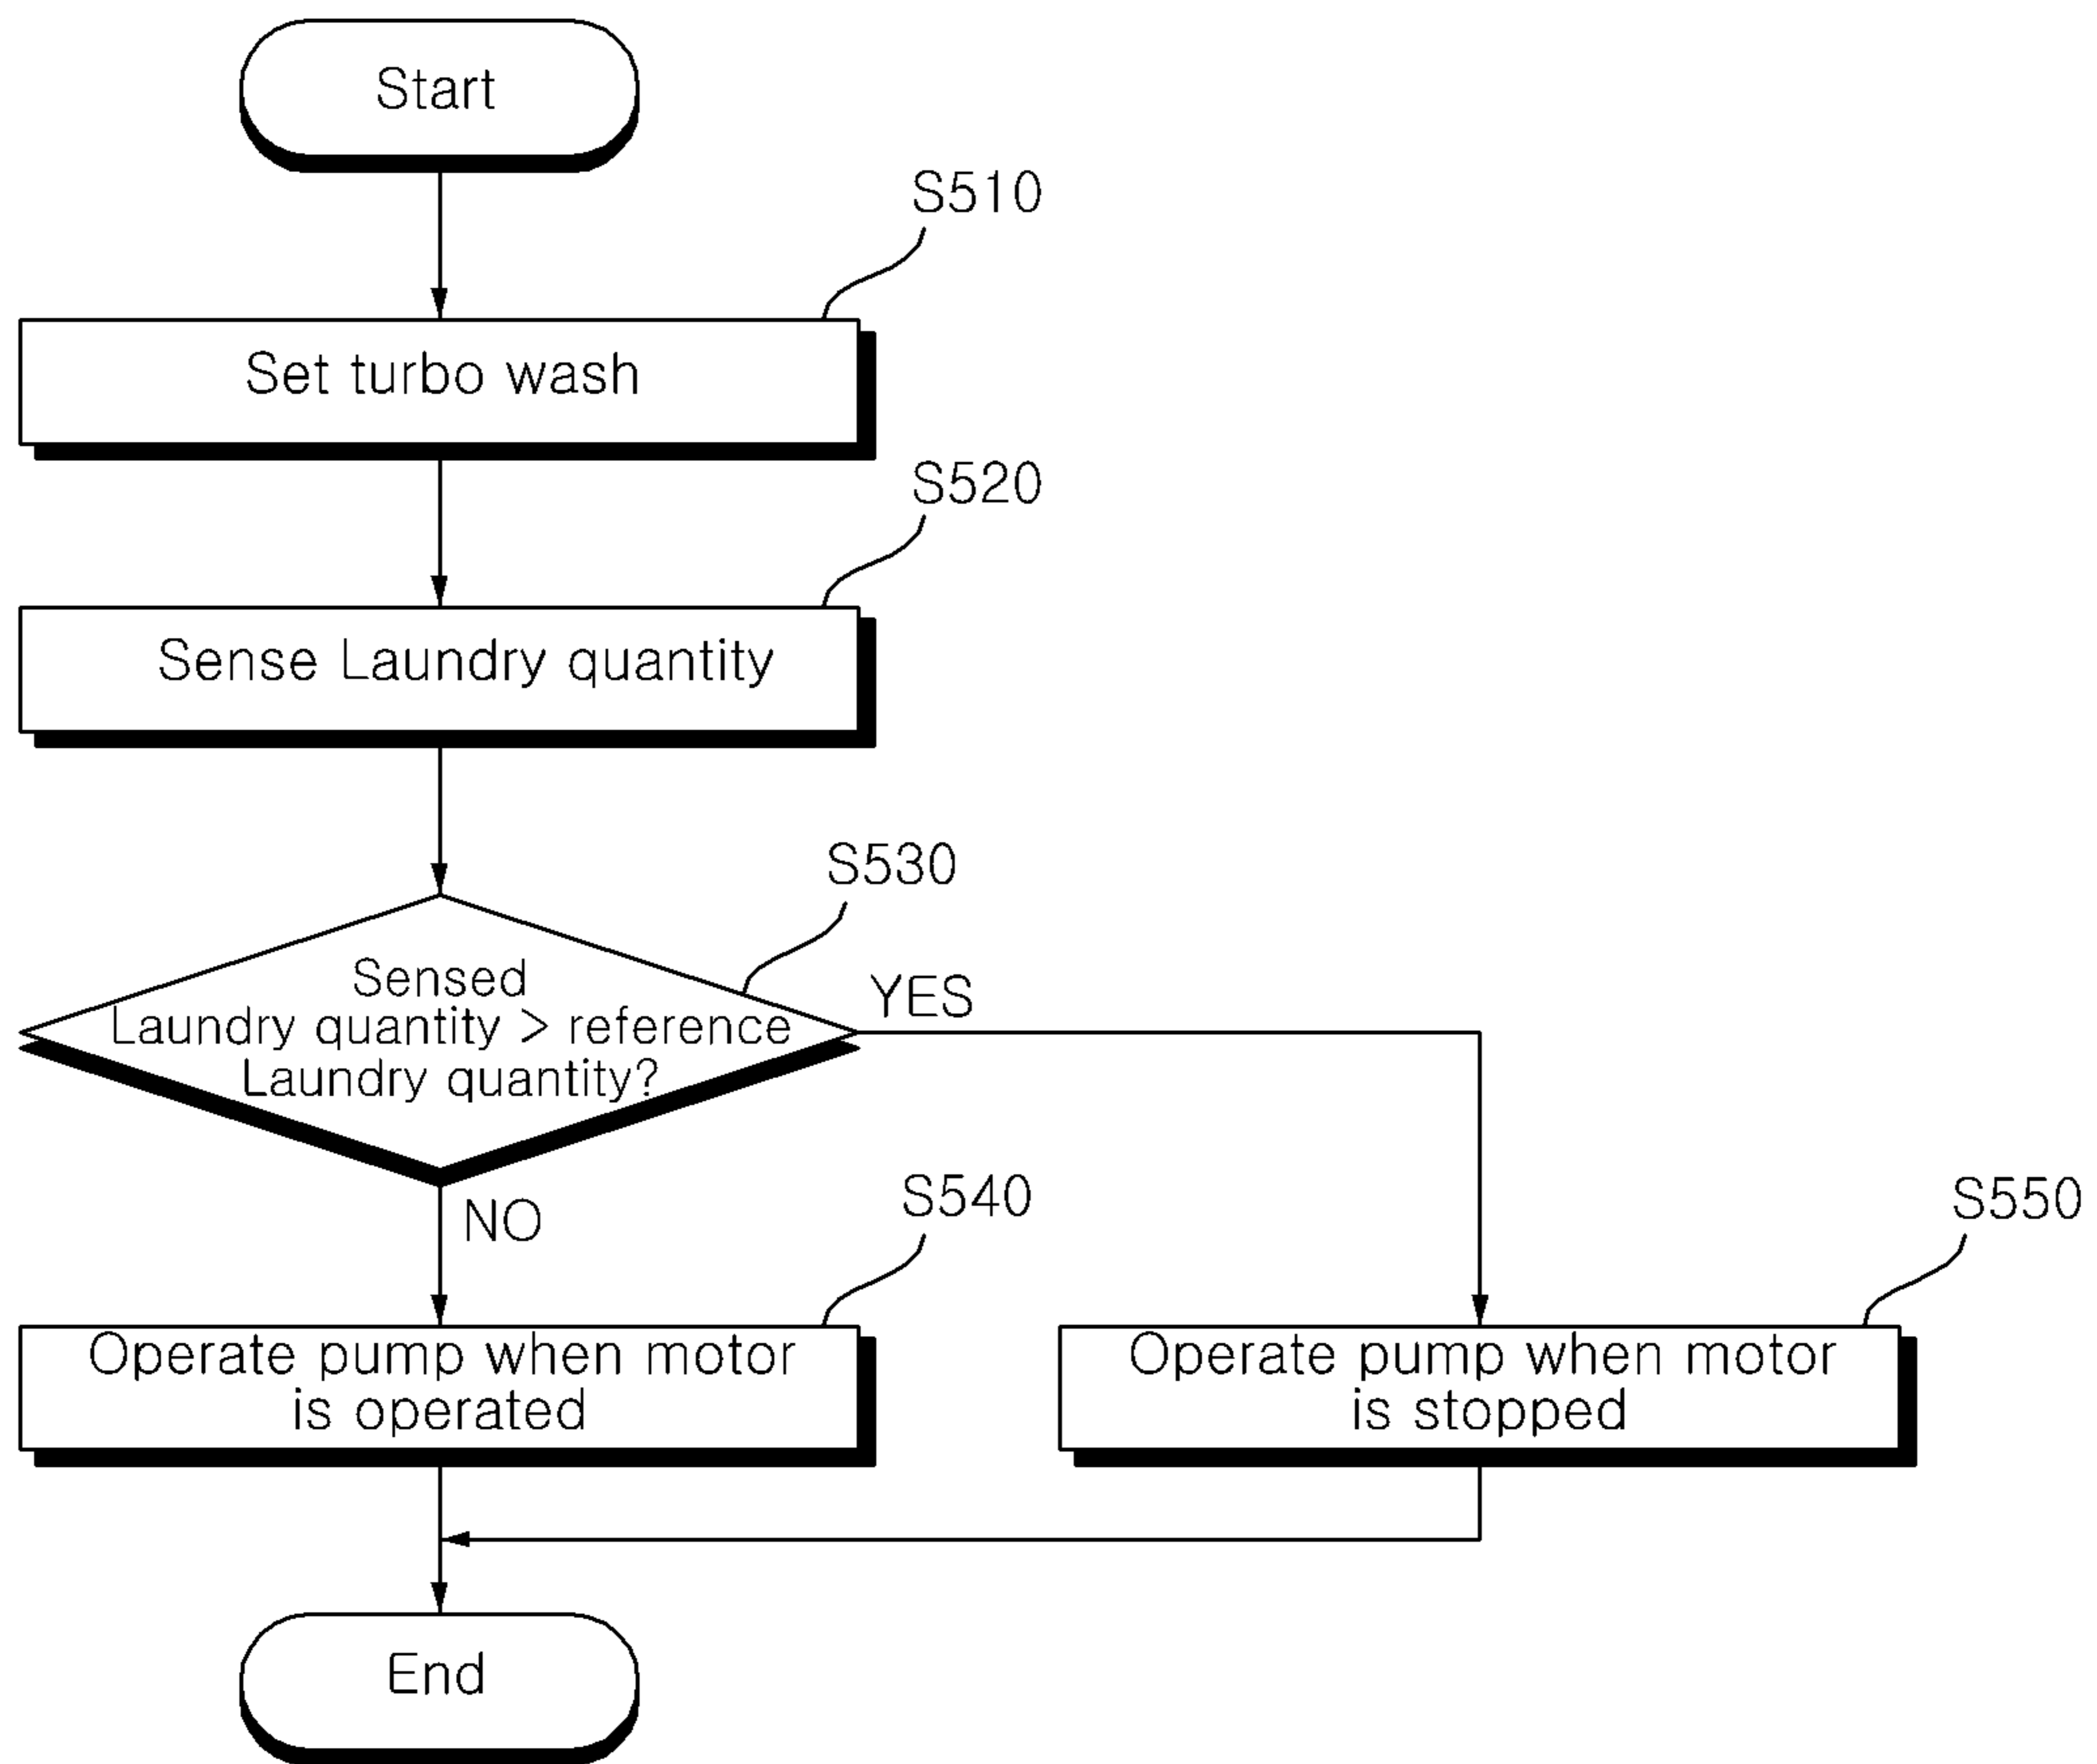 Start
S510
Set turbo wash
S520
Sense Laundry quantity
S530
Sensed
Laundry quantity > reference
Laundry quantity?
YES
NO
S540
S550
Operate pump when motor
is operated
Operate pump when motor
is stopped
End